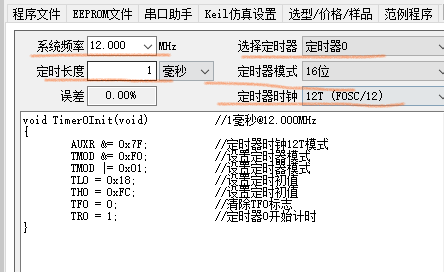 程序文件 EEPROM文件 串口助手 Keil仿真设置 选型/价格/样品 范例程序
系统频率 12.000 MHz 选择定时器 定时器0
定时长度 1 毫秒 定时器模式 16位
误差 0.00% 定时器时钟 12T (FOSC/12)
void Timer0Init(void) //1毫秒@12.000MHz
{
AUXR &= 0x7F; //定时器时钟12T模式
TMOD &= 0xF0; //设置定时器模式
TMOD |= 0x01; //设置定时器模式
TL0 = 0x18; //设置定时初值
TH0 = 0xFC; //设置定时初值
TF0 = 0; //清除TF0标志
TR0 = 1; //定时器0开始计时
}